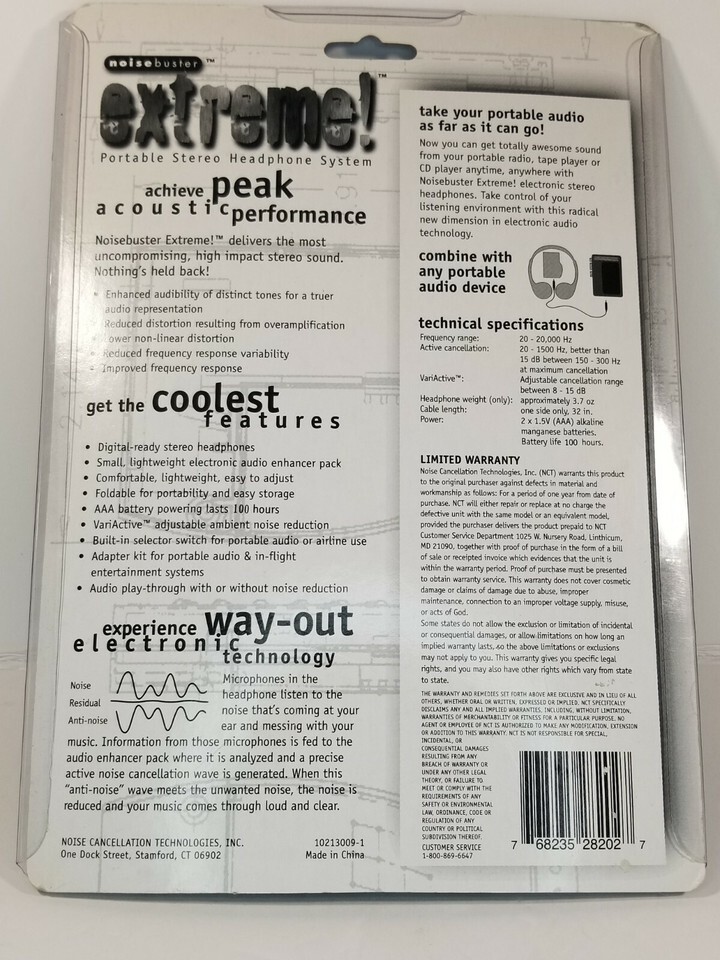 noisebuster™
extreme!™
Portable Stereo Headphone System
achieve peak
acoustic performance
Noisebuster Extreme!™ delivers the most
uncompromising, high impact stereo sound.
Nothing's held back!
• Enhanced audibility of distinct tones for a truer
audio representation
• Reduced distortion resulting from overamplification
• Lower non-linear distortion
• Reduced frequency response variability
• Improved frequency response
get the coolest
features
• Digital-ready stereo headphones
• Small, lightweight electronic audio enhancer pack
• Comfortable, lightweight, easy to adjust
• Foldable for portability and easy storage
• AAA battery powering lasts 100 hours
• VariActive™ adjustable ambient noise reduction
• Built-in selector switch for portable audio or airline use
• Adapter kit for portable audio & in-flight
entertainment systems
• Audio play-through with or without noise reduction
experience way-out
electronic
technology
Noise
Residual
Anti-noise
Microphones in the
headphone listen to the
noise that's coming at your
ear and messing with your
music. Information from those microphones is fed to the
audio enhancer pack where it is analyzed and a precise
active noise cancellation wave is generated. When this
"anti-noise" wave meets the unwanted noise, the noise is
reduced and your music comes through loud and clear.
NOISE CANCELLATION TECHNOLOGIES, INC. 10213009-1
One Dock Street, Stamford, CT 06902 Made in China
take your portable audio
as far as it can go!
Now you can get totally awesome sound
from your portable radio, tape player or
CD player anytime, anywhere with
Noisebuster Extreme! electronic stereo
headphones. Take control of your
listening environment with this radical
new dimension in electronic audio
technology.
combine with
any portable
audio device
technical specifications
Frequency range: 20 - 20,000 Hz
Active cancellation: 20 - 1500 Hz, better than
15 dB between 150 - 300 Hz
at maximum cancellation
VariActive™: Adjustable cancellation range
between 8 - 15 dB
Headphone weight (only): approximately 3.7 oz
Cable length: one side only, 32 in.
Power: 2 x 1.5V (AAA) alkaline
manganese batteries.
Battery life 100 hours.
LIMITED WARRANTY
Noise Cancellation Technologies, Inc. (NCT) warrants this product
to the original purchaser against defects in material and
workmanship as follows: For a period of one year from date of
purchase, NCT will either repair or replace at no charge the
defective unit with the same model or an equivalent model,
provided the purchaser delivers the product prepaid to NCT
Customer Service Department 1025 W. Nursery Road, Linthicum,
MD 21090, together with proof of purchase in the form of a bill
of sale or receipted invoice which evidences that the unit is
within the warranty period. Proof of purchase must be presented
to obtain warranty service. This warranty does not cover cosmetic
damage or claims of damage due to abuse, improper
maintenance, connection to an improper voltage supply, misuse,
or acts of God.
Some states do not allow the exclusion or limitation of incidental
or consequential damages, or allow limitations on how long an
implied warranty lasts, so the above limitations or exclusions
may not apply to you. This warranty gives you specific legal
rights, and you may also have other rights which vary from state
to state.
THE WARRANTY AND REMEDIES SET FORTH ABOVE ARE EXCLUSIVE AND IN LIEU OF ALL
OTHERS, WHETHER ORAL OR WRITTEN, EXPRESSED OR IMPLIED. NCT SPECIFICALLY
DISCLAIMS ANY AND ALL IMPLIED WARRANTIES, INCLUDING, WITHOUT LIMITATION,
WARRANTIES OF MERCHANTABILITY OR FITNESS FOR A PARTICULAR PURPOSE. NO
AGENT OR EMPLOYEE OF NCT IS AUTHORIZED TO MAKE ANY MODIFICATION, EXTENSION
OR ADDITION TO THIS WARRANTY. NCT IS NOT RESPONSIBLE FOR SPECIAL,
INCIDENTAL, OR
CONSEQUENTIAL DAMAGES
RESULTING FROM ANY
BREACH OF WARRANTY OR
UNDER ANY OTHER LEGAL
THEORY, OR FAILURE TO
MEET OR COMPLY WITH THE
REQUIREMENTS OF ANY
SAFETY OR ENVIRONMENTAL
LAW, ORDINANCE, CODE OR
REGULATION OF ANY
COUNTRY OR POLITICAL
SUBDIVISION THEREOF.
CUSTOMER SERVICE
1-800-869-6647
7 68235 28202 7